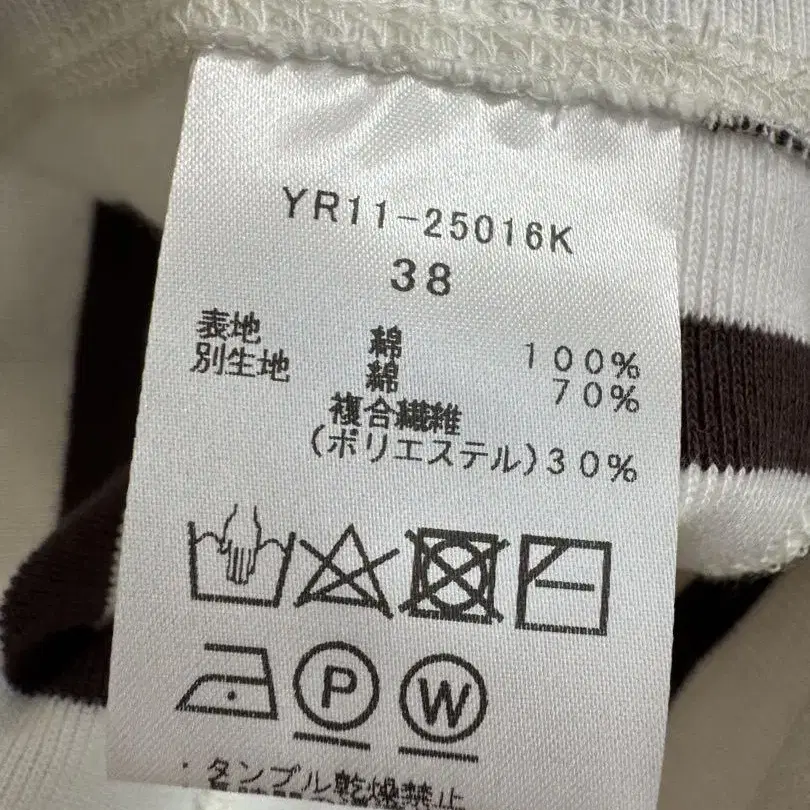 YR11-25016K
38
表地 綿 100%
別生地 綿 70%
複合繊維
(ポリエステル)30%
P W
・タンブル乾燥禁止